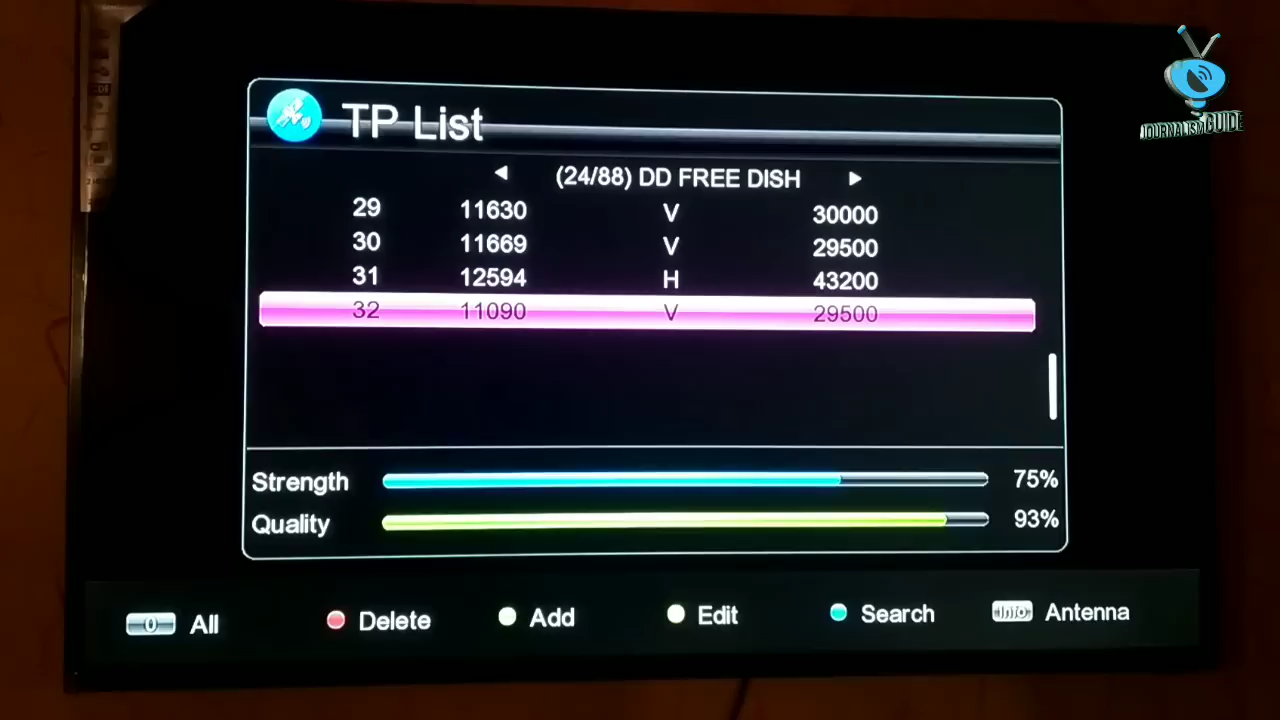 JOURNALISM GUIDE
TP List
(24/88) DD FREE DISH
29 11630 V 30000
30 11669 V 29500
31 12594 H 43200
32 11090 V 29500
Strength 75%
Quality 93%
0 All Delete Add Edit Search Info Antenna